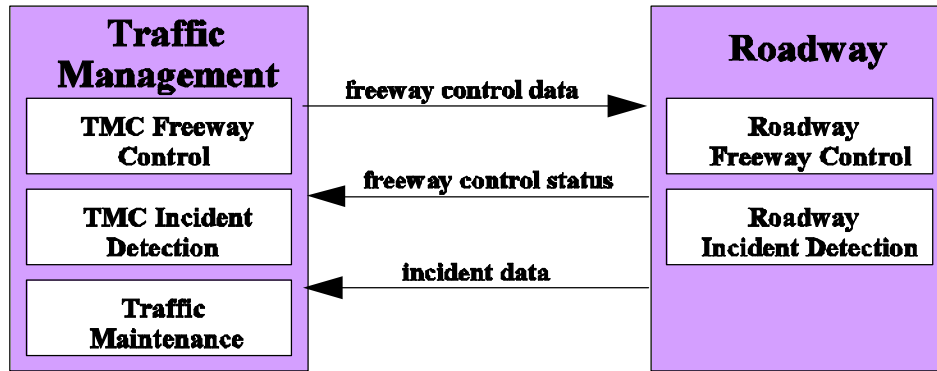 Traffic
Management
TMC Freeway
Control
TMC Incident
Detection
Traffic
Maintenance
freeway control data
freeway control status
incident data
Roadway
Roadway
Freeway Control
Roadway
Incident Detection